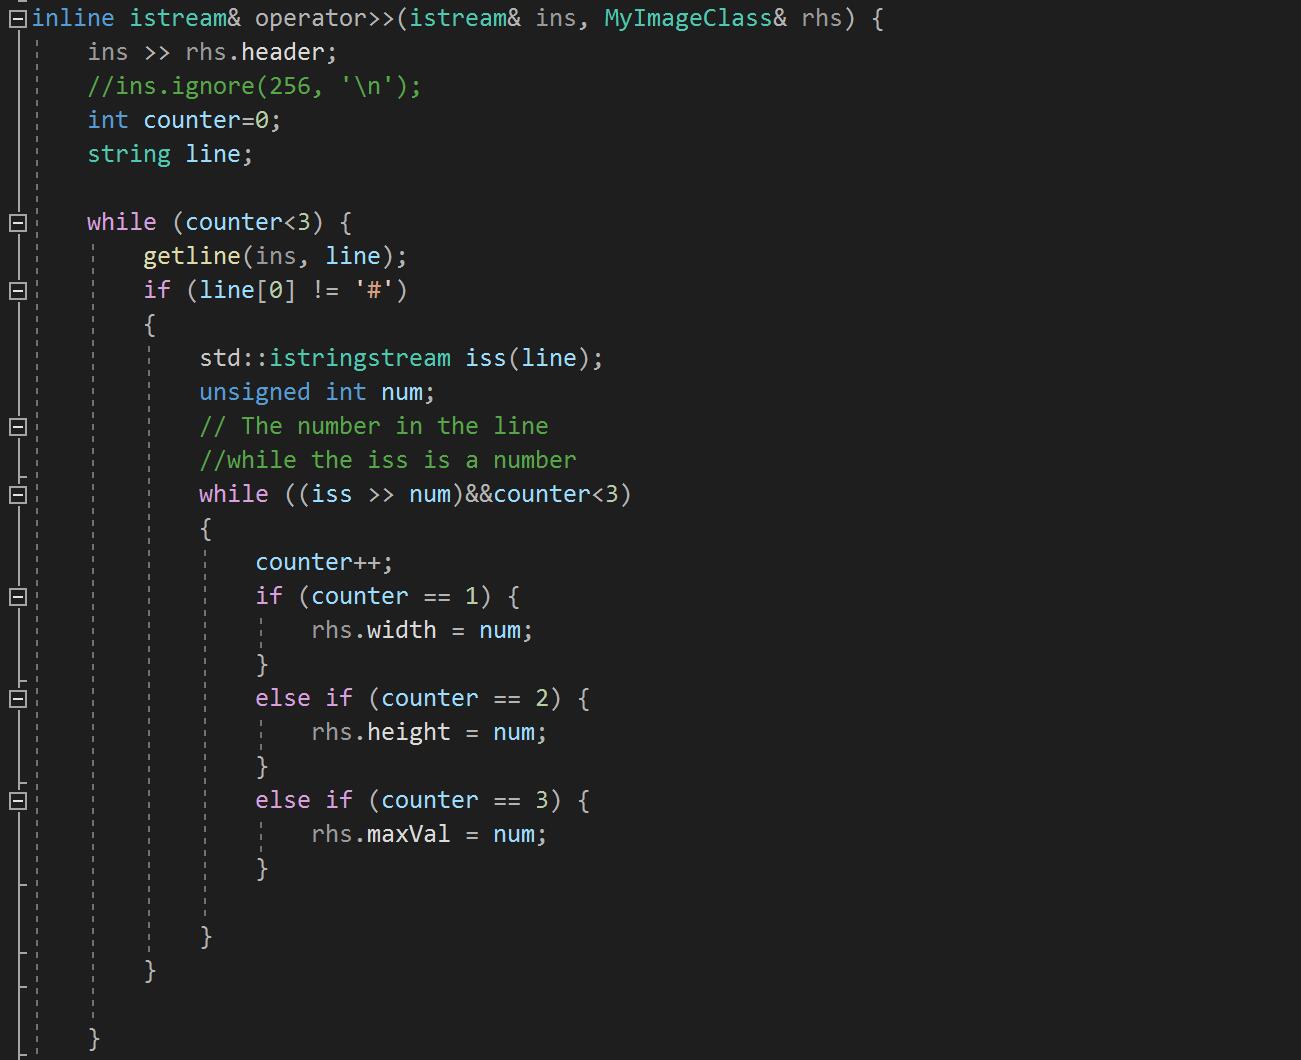 inline istream& operator>>(istream& ins, MyImageClass& rhs) {
    ins >> rhs.header;
    //ins.ignore(256, '\n');
    int counter=0;
    string line;

    while (counter<3) {
        getline(ins, line);
        if (line[0] != '#')
        {
            std::istringstream iss(line);
            unsigned int num;
            // The number in the line
            //while the iss is a number
            while ((iss >> num)&&counter<3)
            {
                counter++;
                if (counter == 1) {
                    rhs.width = num;
                }
                else if (counter == 2) {
                    rhs.height = num;
                }
                else if (counter == 3) {
                    rhs.maxVal = num;
                }

            }
        }

    }